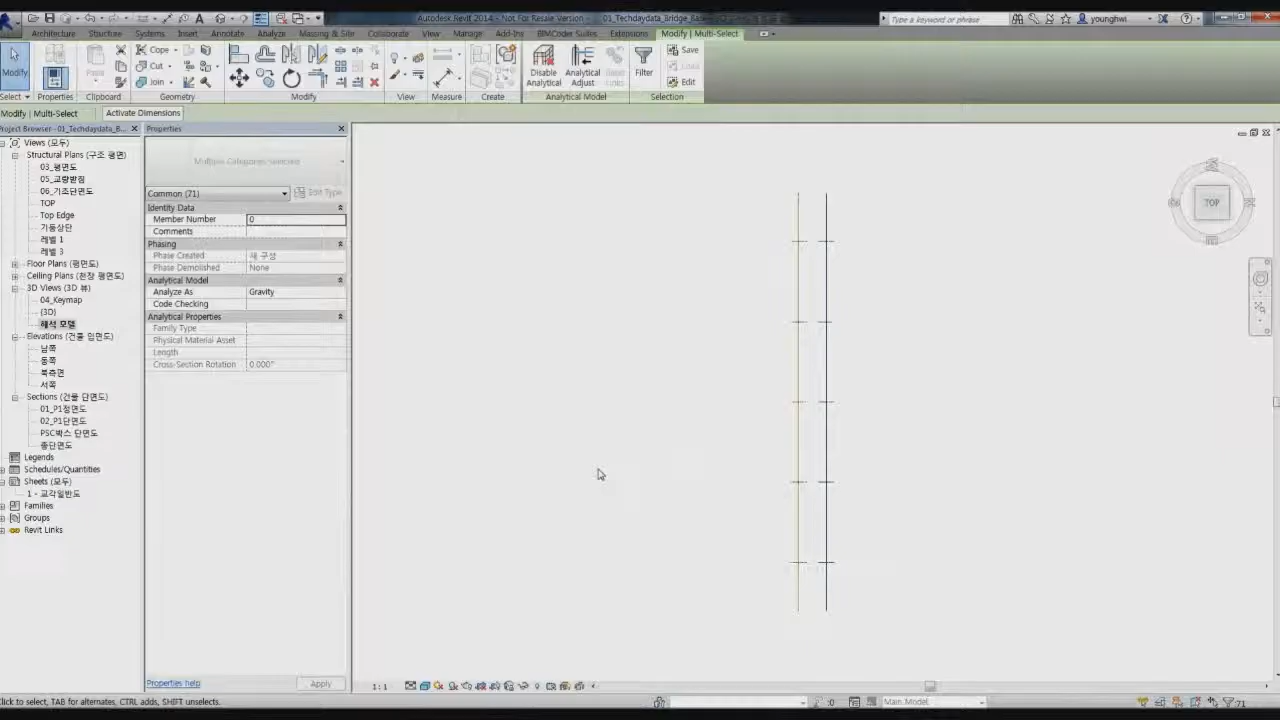 Autodesk Revit 2014 - Not For Resale Version - 01_Techdaydata_Bridge_Bas
Type a keyword or phrase
younghwi
Architecture Structure Systems Insert Annotate Analyze Massing & Site Collaborate View Manage Add-Ins BIMCoder Suites Extensions Modify | Multi-Select
Modify
Paste
Cope
Cut
Join
Disable Analytical
Analytical Adjust
Filter
Save
Edit
Select Properties Clipboard Geometry Modify View Measure Create Analytical Model Selection
Modify | Multi-Select Activate Dimensions
Project Browser - 01_Techdaydata_B...
Views (모두)
Structural Plans (구조 평면)
03_평면도
05_교량받침
06_기초단면도
TOP
Top Edge
기둥상단
레벨 1
레벨 3
Floor Plans (평면도)
Ceiling Plans (천장 평면도)
3D Views (3D 뷰)
04_Keymap
{3D}
해석 모델
Elevations (건물 입면도)
남쪽
동쪽
북측면
서쪽
Sections (건물 단면도)
01_P1정면도
02_P1단면도
PSC박스 단면도
종단면도
Legends
Schedules/Quantities
Sheets (모두)
1 - 교각일반도
Families
Groups
Revit Links
Properties
Multiple Categories Selected
Common (71) Edit Type
Identity Data
Member Number 0
Comments
Phasing
Phase Created 새 구성
Phase Demolished None
Analytical Model
Analyze As Gravity
Code Checking
Analytical Properties
Family Type
Physical Material Asset
Length
Cross-Section Rotation 0.000°
Properties help Apply
TOP
1 : 1
Click to select, TAB for alternates, CTRL adds, SHIFT unselects.
:0
Main Model
:71